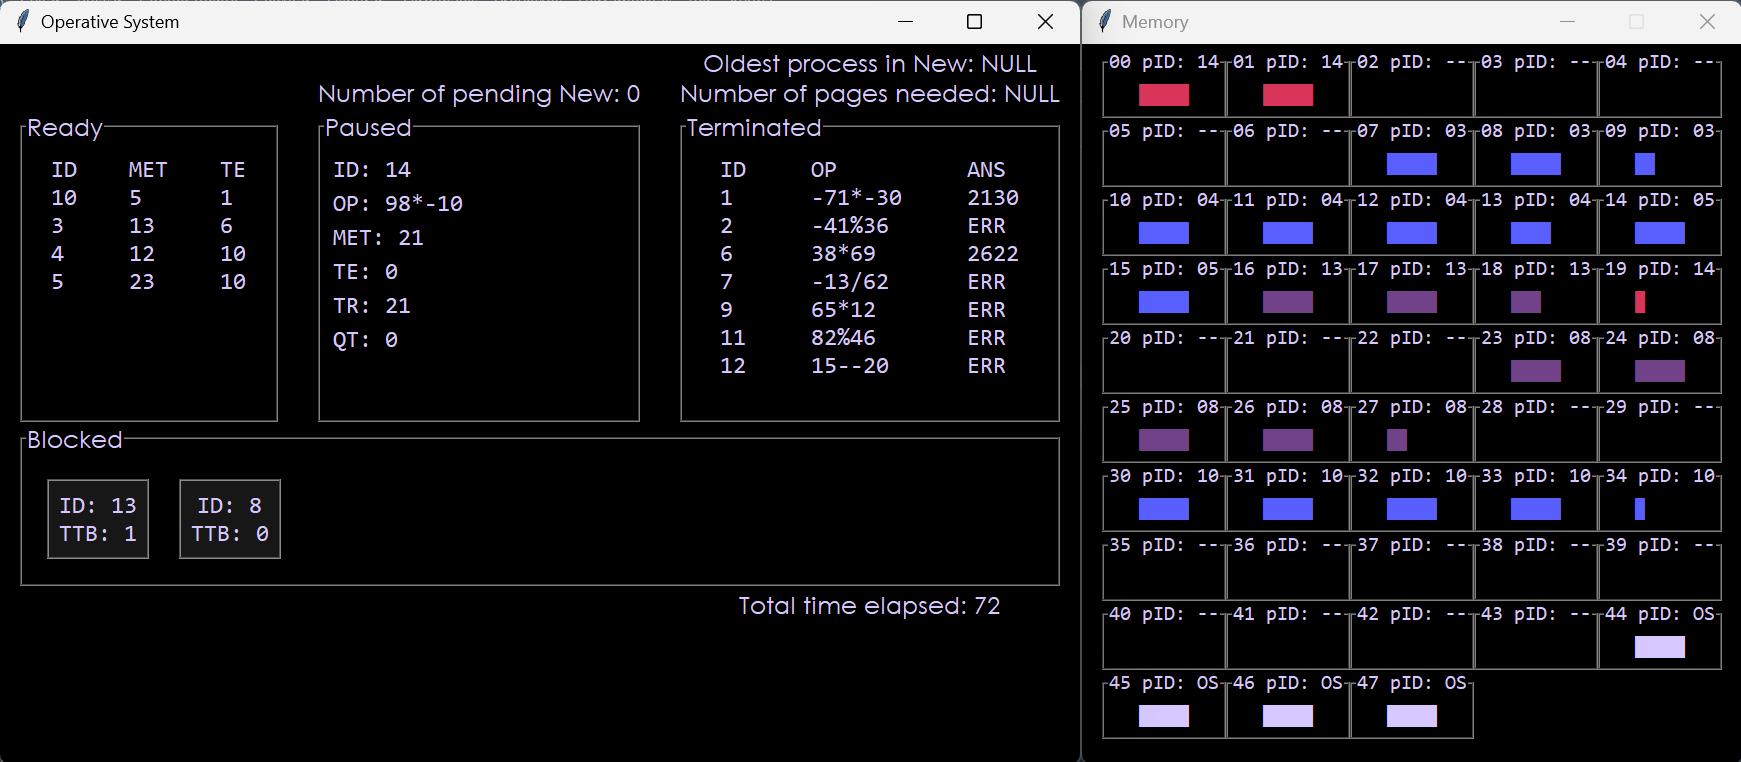 Operative System
Oldest process in New: NULL
Number of pending New: 0
Number of pages needed: NULL
Ready
ID MET TE
10 5 1
3 13 6
4 12 10
5 23 10
Paused
ID: 14
OP: 98*-10
MET: 21
TE: 0
TR: 21
QT: 0
Terminated
ID OP ANS
1 -71*-30 2130
2 -41%36 ERR
6 38*69 2622
7 -13/62 ERR
9 65*12 ERR
11 82%46 ERR
12 15--20 ERR
Blocked
ID: 13
TTB: 1
ID: 8
TTB: 0
Total time elapsed: 72
Memory
00 pID: 14 01 pID: 14 02 pID: -- 03 pID: -- 04 pID: --
05 pID: -- 06 pID: -- 07 pID: 03 08 pID: 03 09 pID: 03
10 pID: 04 11 pID: 04 12 pID: 04 13 pID: 04 14 pID: 05
15 pID: 05 16 pID: 13 17 pID: 13 18 pID: 13 19 pID: 14
20 pID: -- 21 pID: -- 22 pID: -- 23 pID: 08 24 pID: 08
25 pID: 08 26 pID: 08 27 pID: 08 28 pID: -- 29 pID: --
30 pID: 10 31 pID: 10 32 pID: 10 33 pID: 10 34 pID: 10
35 pID: -- 36 pID: -- 37 pID: -- 38 pID: -- 39 pID: --
40 pID: -- 41 pID: -- 42 pID: -- 43 pID: -- 44 pID: OS
45 pID: OS 46 pID: OS 47 pID: OS